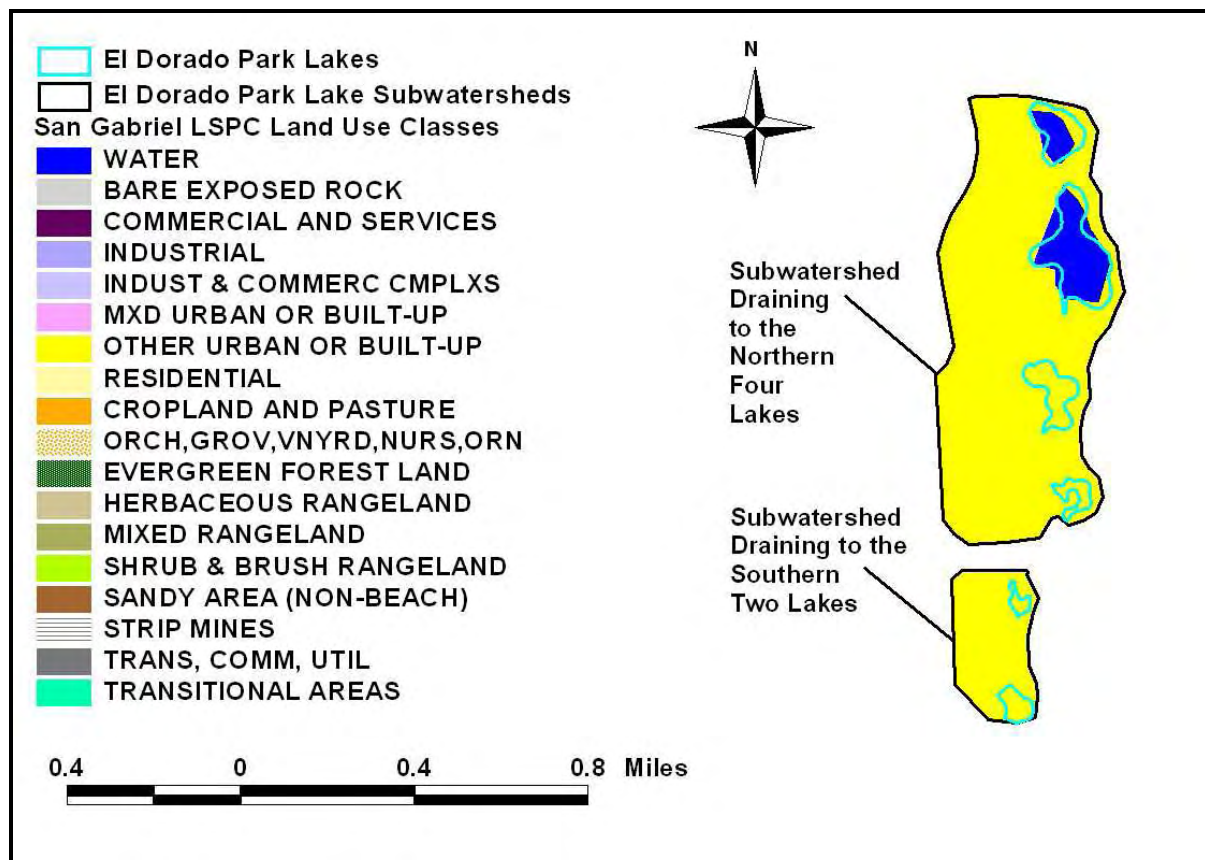 El Dorado Park Lakes
El Dorado Park Lake Subwatersheds
San Gabriel LSPC Land Use Classes
WATER
BARE EXPOSED ROCK
COMMERCIAL AND SERVICES
INDUSTRIAL
INDUST & COMMERC CMPLXS
MXD URBAN OR BUILT-UP
OTHER URBAN OR BUILT-UP
RESIDENTIAL
CROPLAND AND PASTURE
ORCH,GROV,VNYRD,NURS,ORN
EVERGREEN FOREST LAND
HERBACEOUS RANGELAND
MIXED RANGELAND
SHRUB & BRUSH RANGELAND
SANDY AREA (NON-BEACH)
STRIP MINES
TRANS, COMM, UTIL
TRANSITIONAL AREAS
0.4 0 0.4 0.8 Miles
N
Subwatershed
Draining
to the
Northern
Four
Lakes
Subwatershed
Draining to the
Southern
Two Lakes